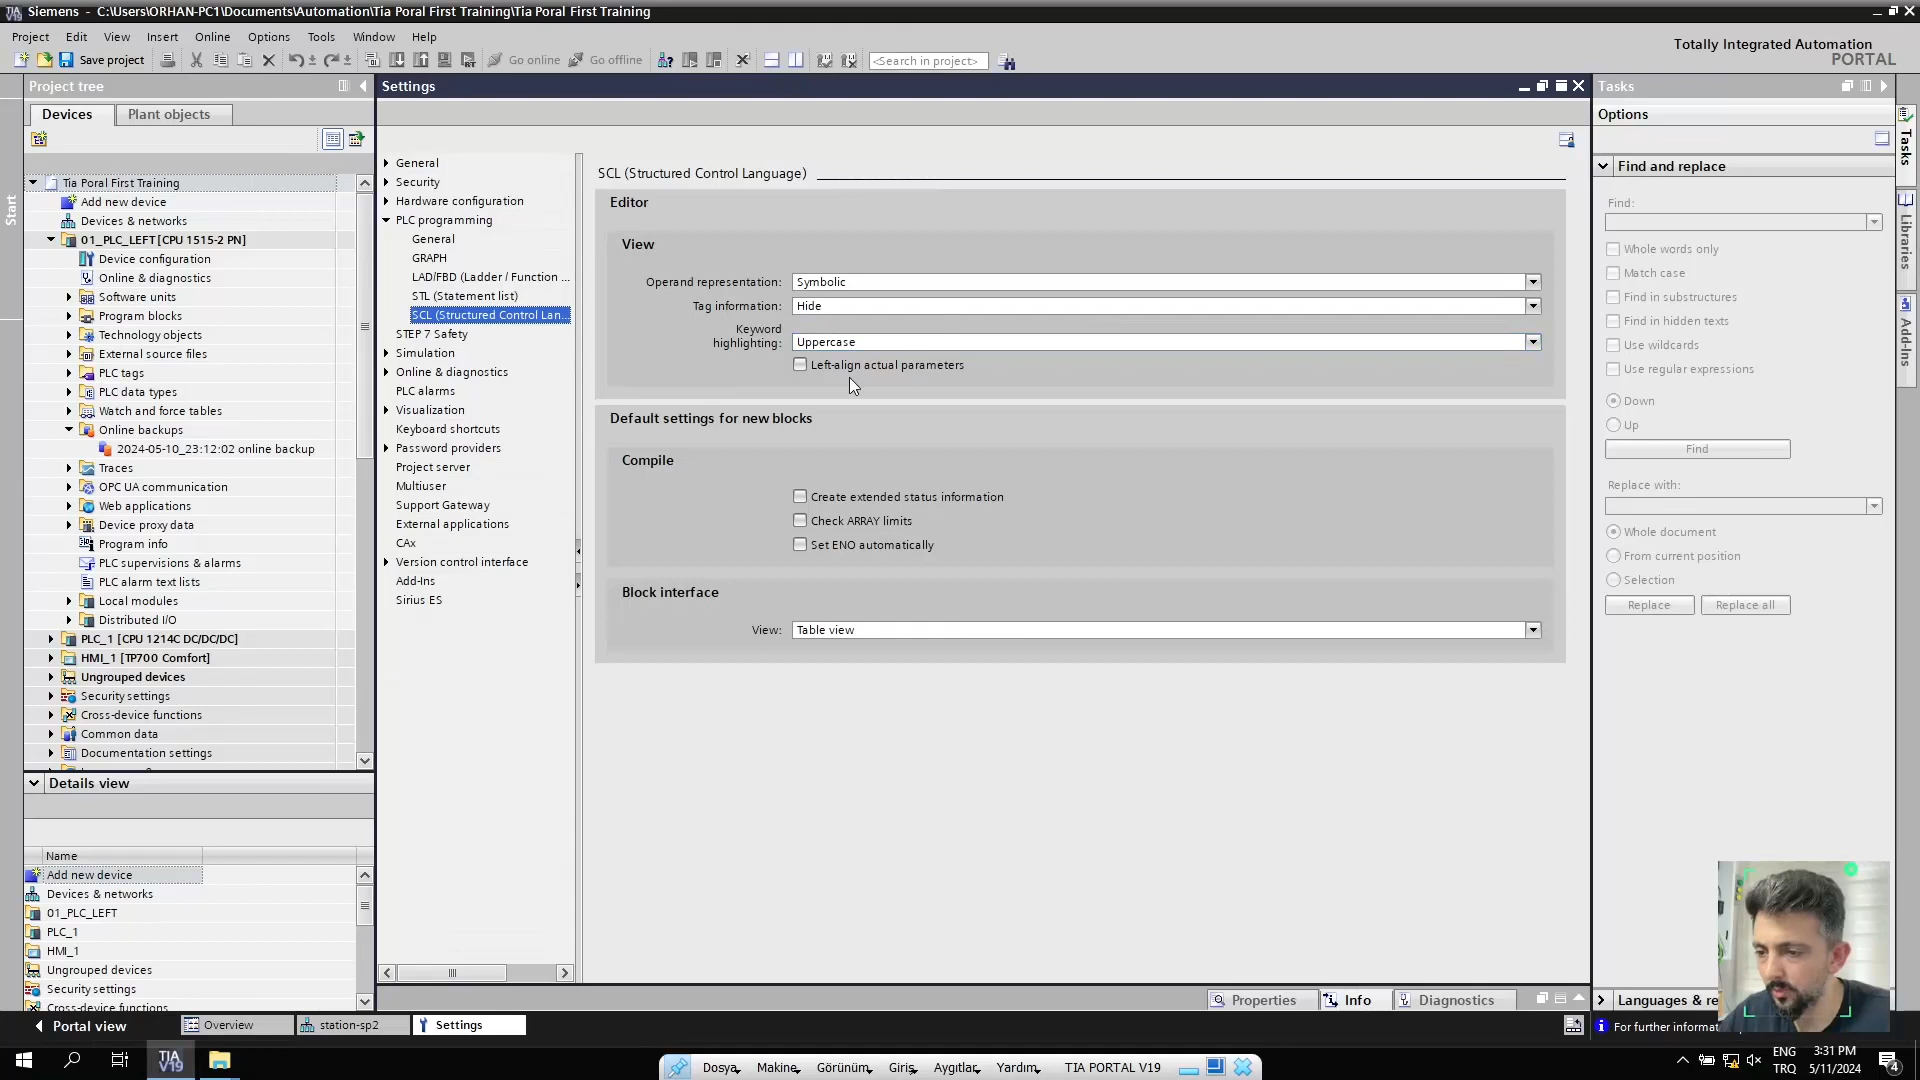 Siemens - C:\Users\ORHAN-PC1\Documents\Automation\Tia Poral First Training\Tia Poral First Training
Project Edit View Insert Online Options Tools Window Help
Totally Integrated Automation
PORTAL
Save project
Go online
Go offline
<Search in project>
Project tree
Devices
Plant objects
Start
Tia Poral First Training
Add new device
Devices & networks
01_PLC_LEFT [CPU 1515-2 PN]
Device configuration
Online & diagnostics
Software units
Program blocks
Technology objects
External source files
PLC tags
PLC data types
Watch and force tables
Online backups
2024-05-10_23:12:02 online backup
Traces
OPC UA communication
Web applications
Device proxy data
Program info
PLC supervisions & alarms
PLC alarm text lists
Local modules
Distributed I/O
PLC_1 [CPU 1214C DC/DC/DC]
HMI_1 [TP700 Comfort]
Ungrouped devices
Security settings
Cross-device functions
Common data
Documentation settings
Details view
Name
Add new device
Devices & networks
01_PLC_LEFT
PLC_1
HMI_1
Ungrouped devices
Security settings
Cross-device functions
Settings
General
Security
Hardware configuration
PLC programming
General
GRAPH
LAD/FBD (Ladder / Function ...
STL (Statement list)
SCL (Structured Control Lan...
STEP 7 Safety
Simulation
Online & diagnostics
PLC alarms
Visualization
Keyboard shortcuts
Password providers
Project server
Multiuser
Support Gateway
External applications
CAx
Version control interface
Add-Ins
Sirius ES
SCL (Structured Control Language)
Editor
View
Operand representation: Symbolic
Tag information: Hide
Keyword
highlighting: Uppercase
Left-align actual parameters
Default settings for new blocks
Compile
Create extended status information
Check ARRAY limits
Set ENO automatically
Block interface
View: Table view
Properties
Info
Diagnostics
Tasks
Options
Find and replace
Find:
Whole words only
Match case
Find in substructures
Find in hidden texts
Use wildcards
Use regular expressions
Down
Up
Find
Replace with:
Whole document
From current position
Selection
Replace
Replace all
Languages & re
Tasks
Libraries
Add-Ins
Portal view
Overview
station-sp2
Settings
For further informat
TIA
V19
Dosya Makine Görünüm Giriş Aygıtlar Yardım TIA PORTAL V19
ENG
TRQ
3:31 PM
5/11/2024
4